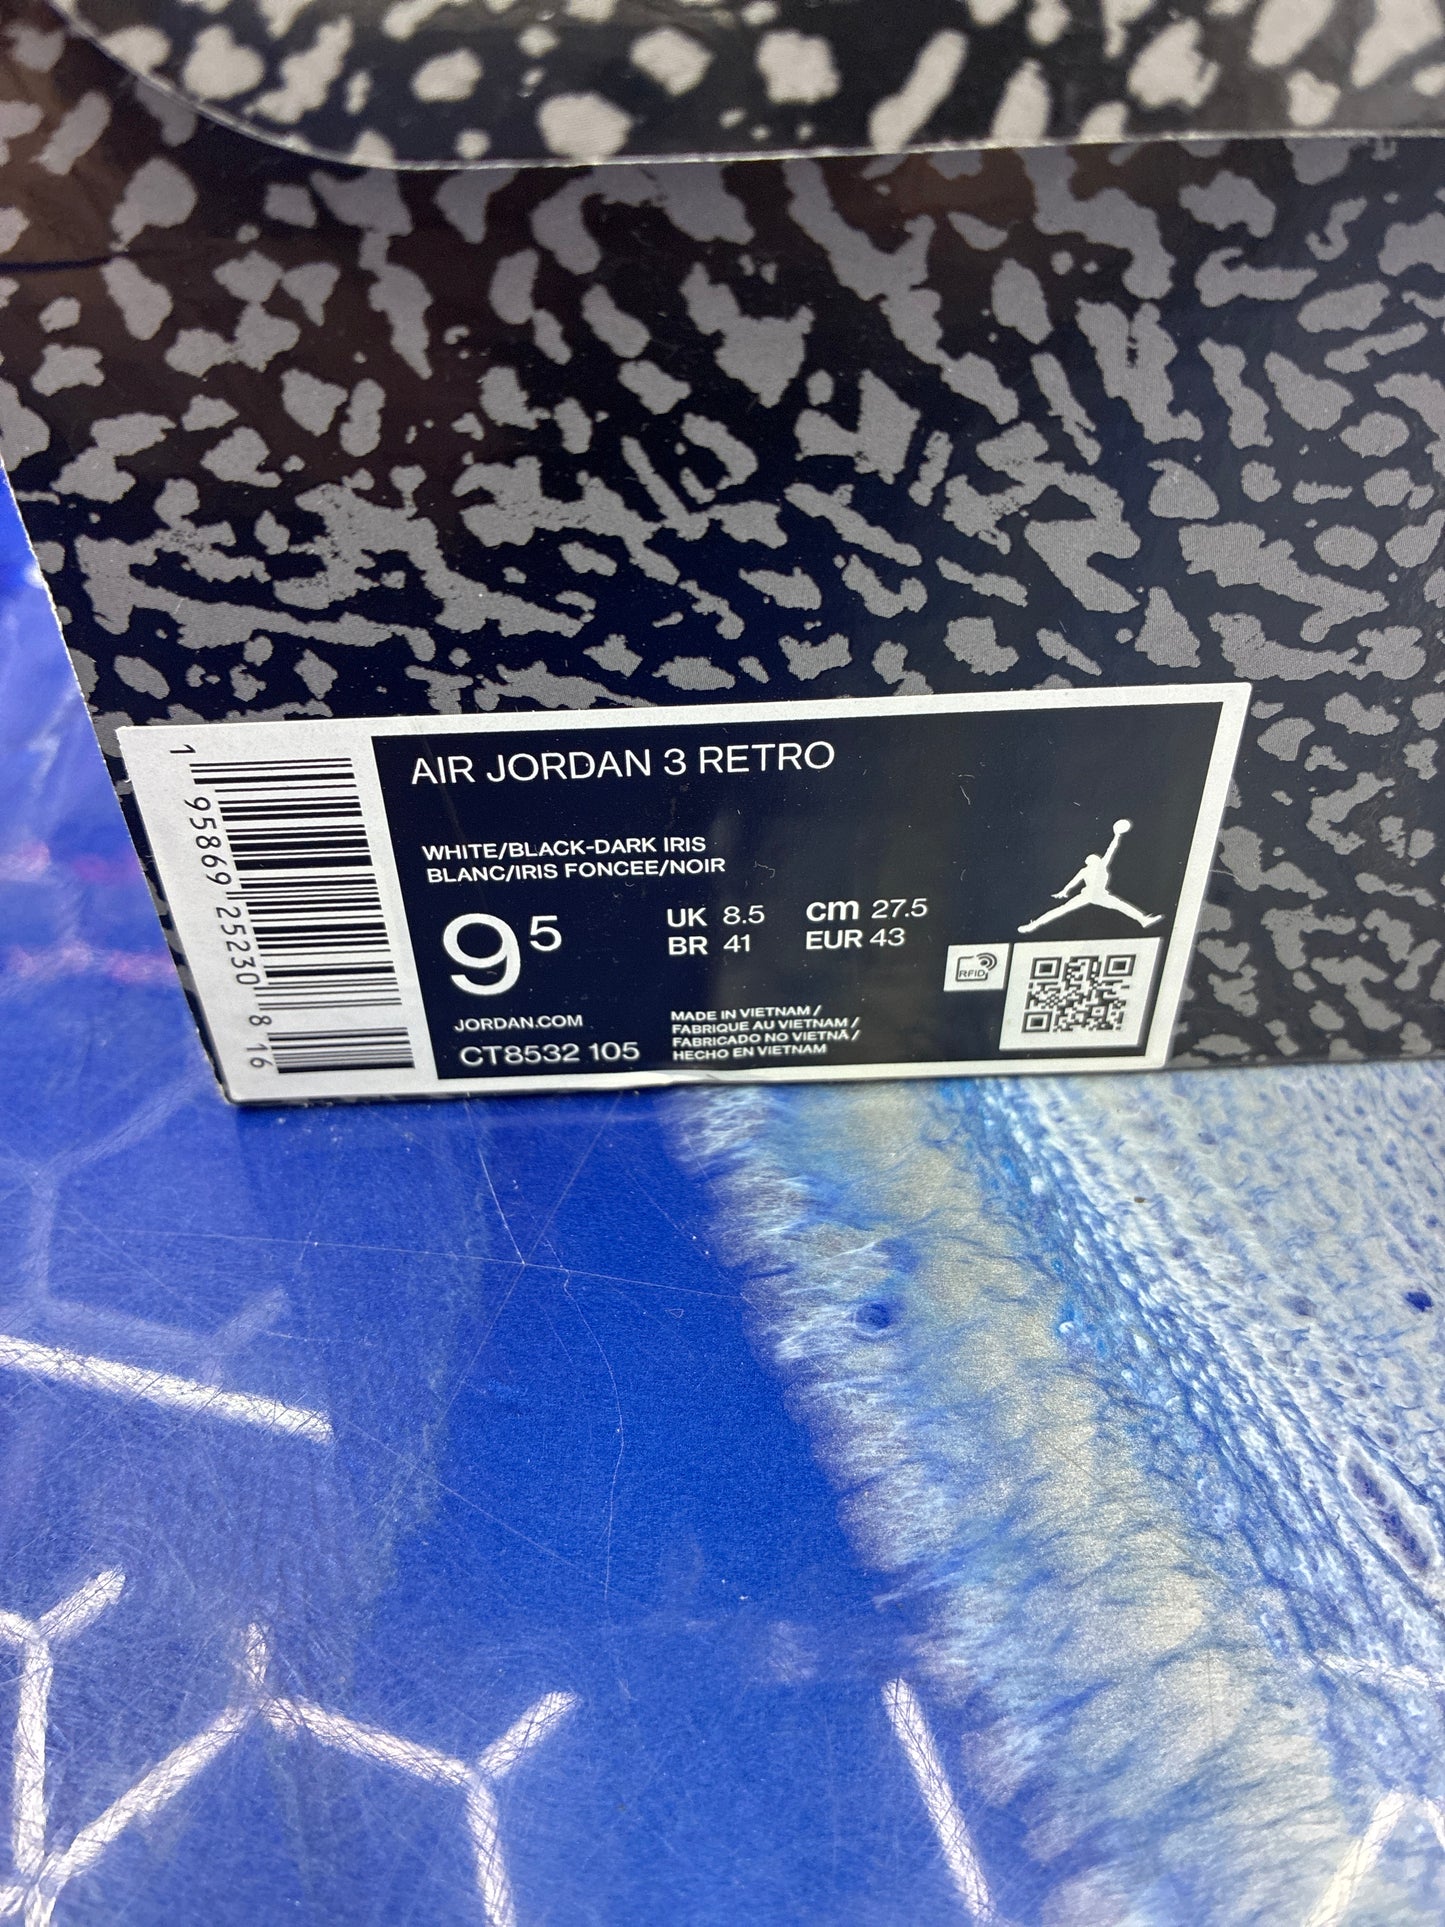 AIR JORDAN 3 RETRO
WHITE/BLACK-DARK IRIS
BLANC/IRIS FONCEE/NOIR
9 5
UK 8.5 cm 27.5
BR 41 EUR 43
RFID
JORDAN.COM
CT8532 105
MADE IN VIETNAM /
FABRIQUE AU VIETNAM /
FABRICADO NO VIETNÃ /
HECHO EN VIETNAM
1 95869 25230 8 16